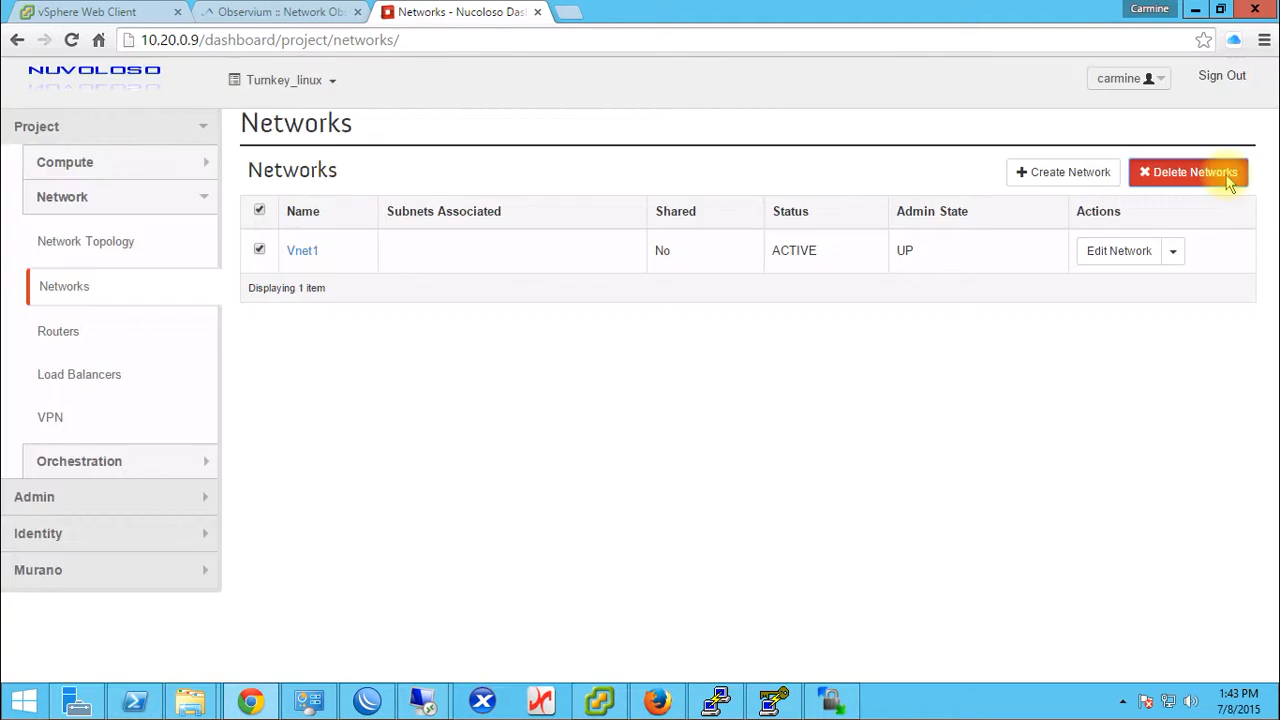 vSphere Web Client
Observium :: Network Obs
Networks - Nucoloso Das
Carmine
10.20.0.9/dashboard/project/networks/
NUVOLOSO
Turnkey_linux
carmine
Sign Out
Project
Compute
Network
Network Topology
Networks
Routers
Load Balancers
VPN
Orchestration
Admin
Identity
Murano
Networks
Networks
Create Network
Delete Networks
Name Subnets Associated Shared Status Admin State Actions
Vnet1 No ACTIVE UP Edit Network
Displaying 1 item
1:43 PM
7/8/2015